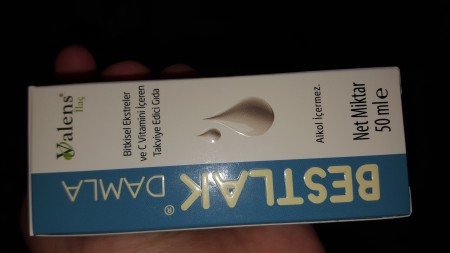 Valens®
İlaç
Bitkisel Ekstreler
ve C Vitamini İçeren
Takviye Edici Gıda
Alkol İçermez.
Net Miktar
50 ml e
BESTLAK® DAMLA